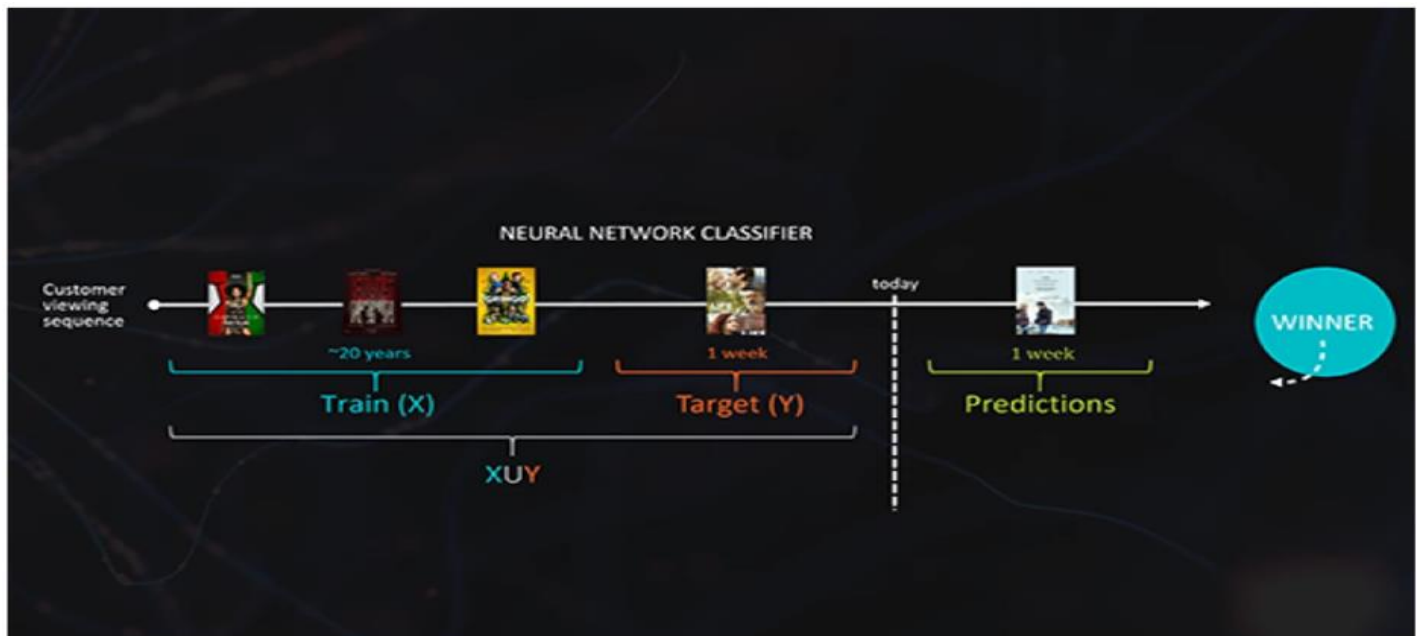 NEURAL NETWORK CLASSIFIER
Customer
viewing
sequence
today
WINNER
~20 years
1 week
1 week
Train (X)
Target (Y)
Predictions
XUY